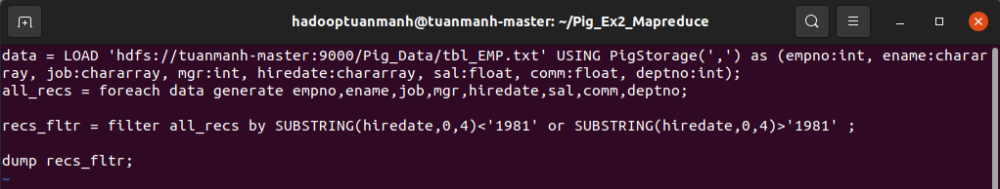 hadooptuanmanh@tuanmanh-master: ~/Pig_Ex2_Mapreduce
data = LOAD 'hdfs://tuanmanh-master:9000/Pig_Data/tbl_EMP.txt' USING PigStorage(',') as (empno:int, ename:charar
ray, job:chararray, mgr:int, hiredate:chararray, sal:float, comm:float, deptno:int);
all_recs = foreach data generate empno,ename,job,mgr,hiredate,sal,comm,deptno;
recs_fltr = filter all_recs by SUBSTRING(hiredate,0,4)<'1981' or SUBSTRING(hiredate,0,4)>'1981' ;
dump recs_fltr;
~